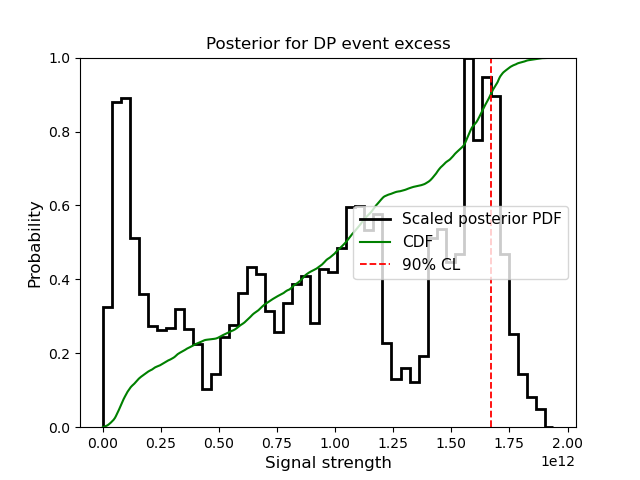 Posterior for DP event excess
1.0
0.8
0.6
0.4
0.2
0.0
Probability
Scaled posterior PDF
CDF
90% CL
0.00 0.25 0.50 0.75 1.00 1.25 1.50 1.75 2.00
1e12
Signal strength